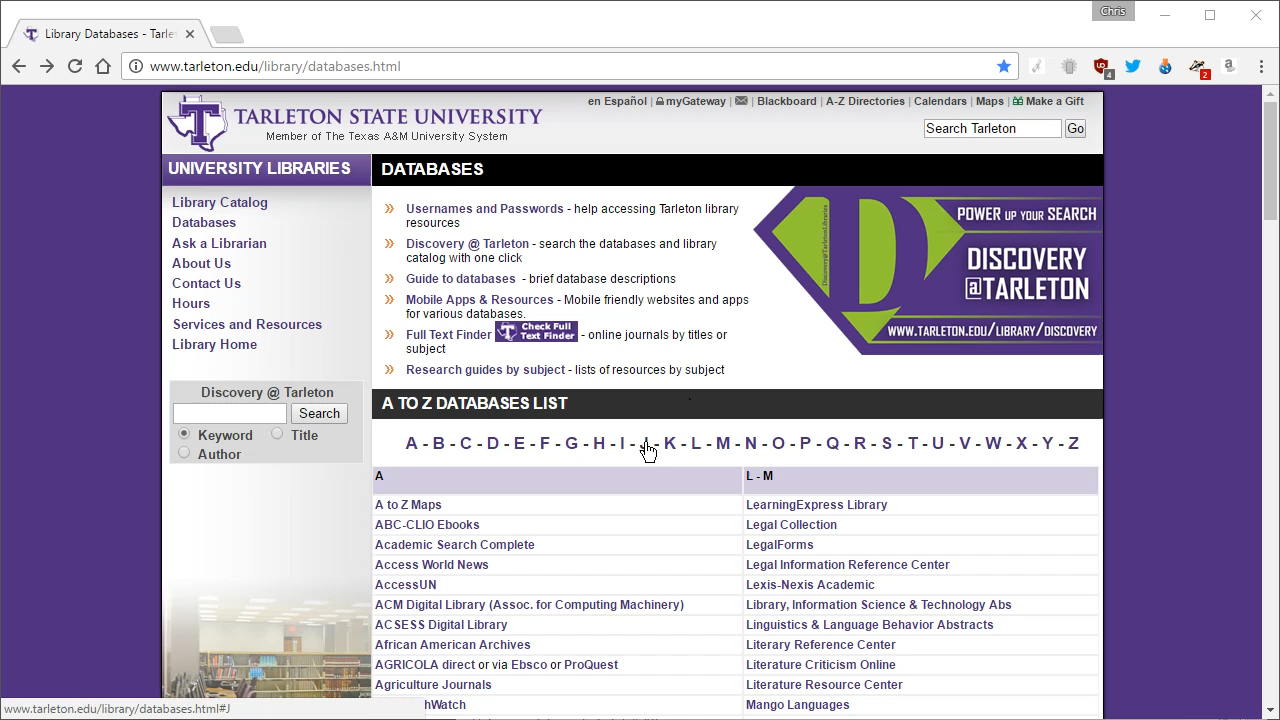 Chris
Library Databases - Tarle
www.tarleton.edu/library/databases.html
4
2
TARLETON STATE UNIVERSITY
Member of The Texas A&M University System
en Español | myGateway | | Blackboard | A-Z Directories | Calendars | Maps | Make a Gift
Search Tarleton Go
UNIVERSITY LIBRARIES
Library Catalog
Databases
Ask a Librarian
About Us
Contact Us
Hours
Services and Resources
Library Home
Discovery @ Tarleton
Search
Keyword Title
Author
DATABASES
» Usernames and Passwords - help accessing Tarleton library
resources
» Discovery @ Tarleton - search the databases and library
catalog with one click
» Guide to databases - brief database descriptions
» Mobile Apps & Resources - Mobile friendly websites and apps
for various databases.
» Full Text Finder Check Full Text Finder - online journals by titles or
subject
» Research guides by subject - lists of resources by subject
D
Discovery@TarletonLibraries
POWER UP YOUR SEARCH
DISCOVERY
@TARLETON
WWW.TARLETON.EDU/LIBRARY/DISCOVERY
A TO Z DATABASES LIST
A - B - C - D - E - F - G - H - I - J - K - L - M - N - O - P - Q - R - S - T - U - V - W - X - Y - Z
A
A to Z Maps
ABC-CLIO Ebooks
Academic Search Complete
Access World News
AccessUN
ACM Digital Library (Assoc. for Computing Machinery)
ACSESS Digital Library
African American Archives
AGRICOLA direct or via Ebsco or ProQuest
Agriculture Journals
hWatch
L - M
LearningExpress Library
Legal Collection
LegalForms
Legal Information Reference Center
Lexis-Nexis Academic
Library, Information Science & Technology Abs
Linguistics & Language Behavior Abstracts
Literary Reference Center
Literature Criticism Online
Literature Resource Center
Mango Languages
www.tarleton.edu/library/databases.html#J